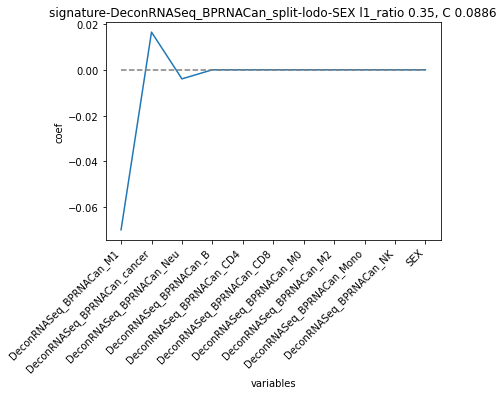 signature-DeconRNASeq_BPRNACan_split-lodo-SEX l1_ratio 0.35, C 0.0886
0.02
0.00
−0.02
−0.04
−0.06
coef
DeconRNASeq_BPRNACan_M1
DeconRNASeq_BPRNACan_cancer
DeconRNASeq_BPRNACan_Neu
DeconRNASeq_BPRNACan_B
DeconRNASeq_BPRNACan_CD4
DeconRNASeq_BPRNACan_CD8
DeconRNASeq_BPRNACan_M0
DeconRNASeq_BPRNACan_M2
DeconRNASeq_BPRNACan_Mono
DeconRNASeq_BPRNACan_NK
SEX
variables